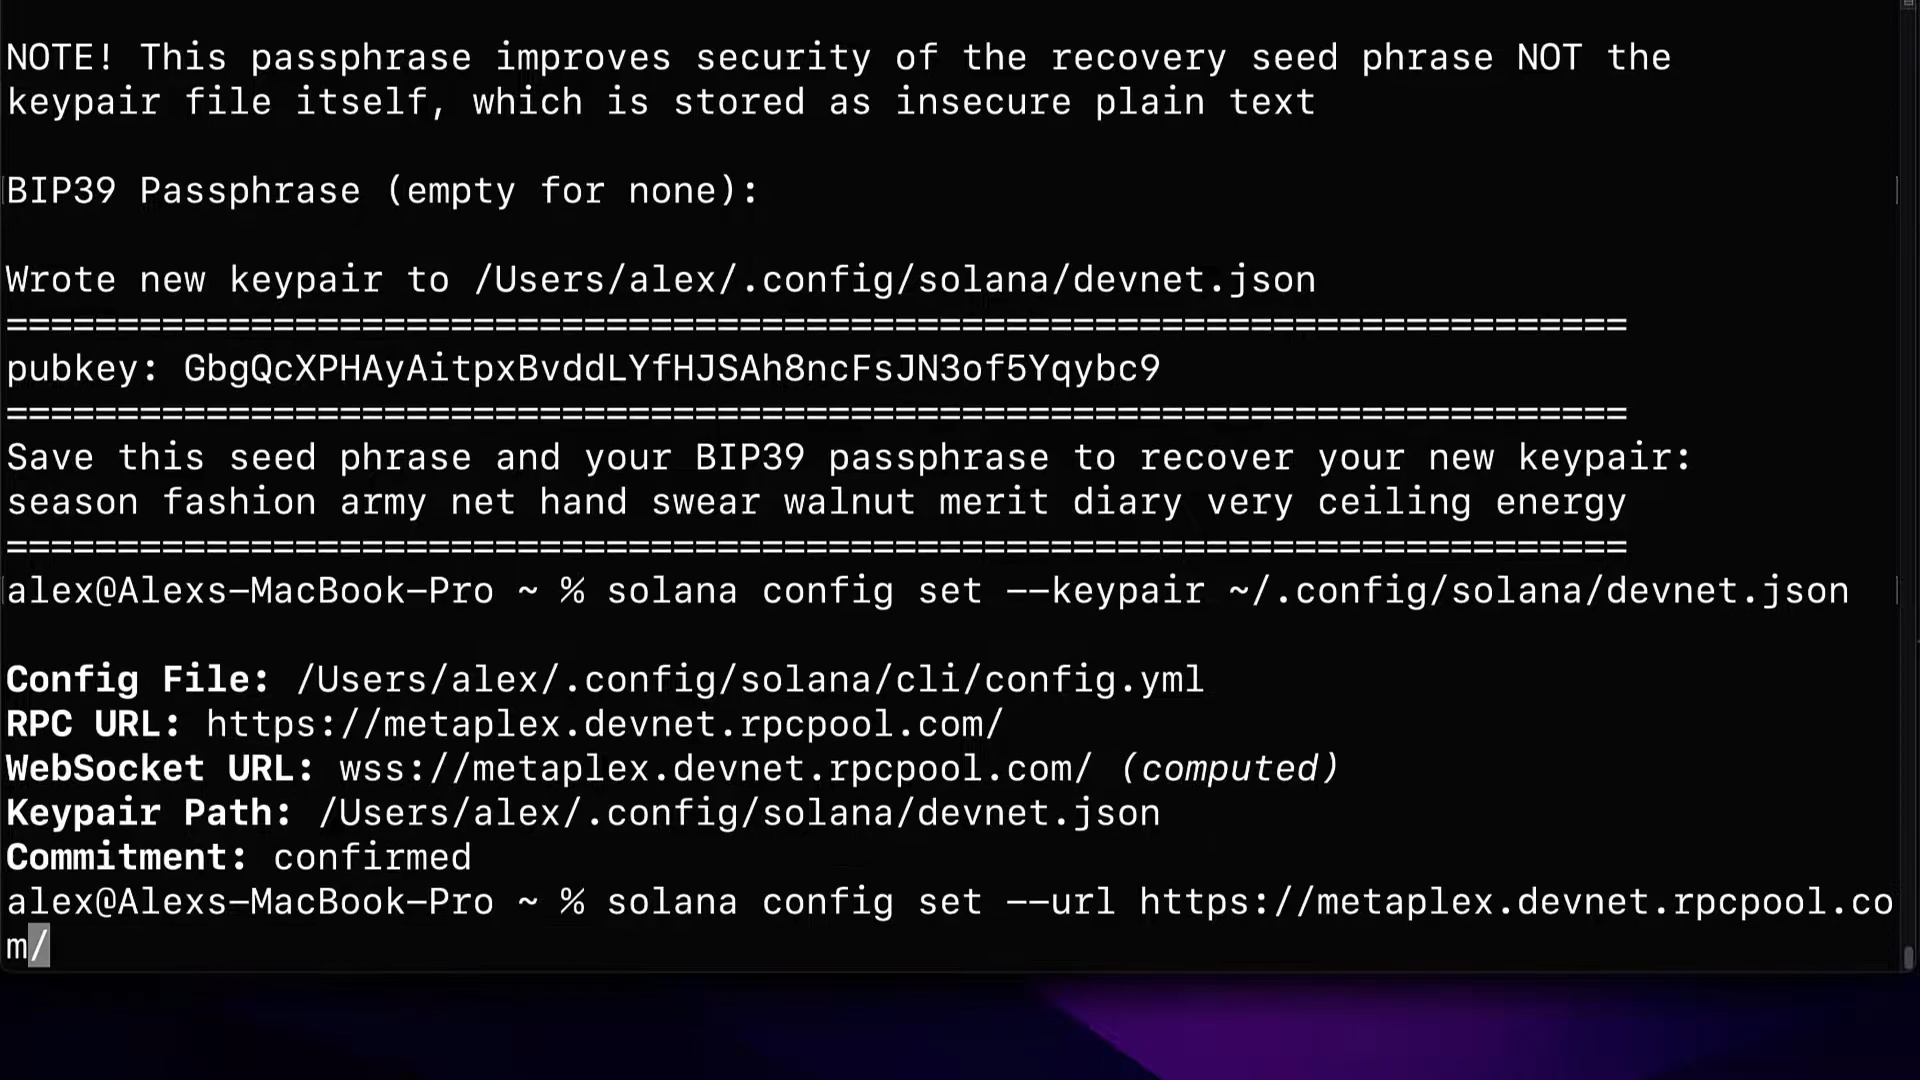 NOTE! This passphrase improves security of the recovery seed phrase NOT the
keypair file itself, which is stored as insecure plain text
BIP39 Passphrase (empty for none):
Wrote new keypair to /Users/alex/.config/solana/devnet.json
=========================================================================
pubkey: GbgQcXPHAyAitpxBvddLYfHJSAh8ncFsJN3of5Yqybc9
=========================================================================
Save this seed phrase and your BIP39 passphrase to recover your new keypair:
season fashion army net hand swear walnut merit diary very ceiling energy
=========================================================================
alex@Alexs-MacBook-Pro ~ % solana config set --keypair ~/.config/solana/devnet.json
Config File: /Users/alex/.config/solana/cli/config.yml
RPC URL: https://metaplex.devnet.rpcpool.com/
WebSocket URL: wss://metaplex.devnet.rpcpool.com/ (computed)
Keypair Path: /Users/alex/.config/solana/devnet.json
Commitment: confirmed
alex@Alexs-MacBook-Pro ~ % solana config set --url https://metaplex.devnet.rpcpool.co
m/